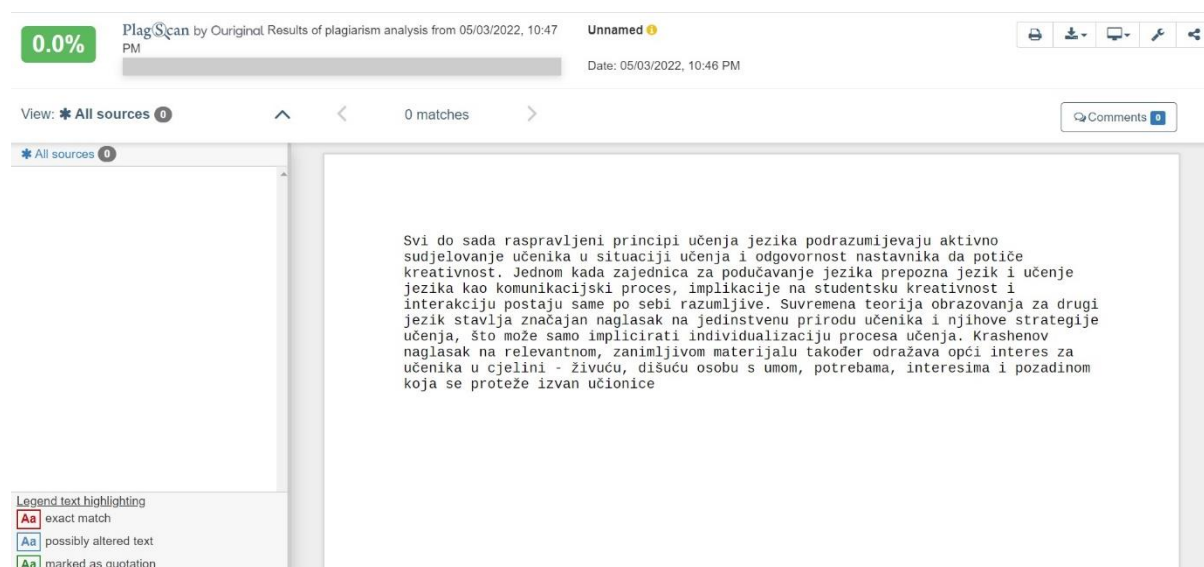 0.0%
PlagScan by Ouriginal Results of plagiarism analysis from 05/03/2022, 10:47
PM
Unnamed
Date: 05/03/2022, 10:46 PM
View: ✱ All sources 0
0 matches
Comments 0
✱ All sources 0
Svi do sada raspravljeni principi učenja jezika podrazumijevaju aktivno
sudjelovanje učenika u situaciji učenja i odgovornost nastavnika da potiče
kreativnost. Jednom kada zajednica za podučavanje jezika prepozna jezik i učenje
jezika kao komunikacijski proces, implikacije na studentsku kreativnost i
interakciju postaju same po sebi razumljive. Suvremena teorija obrazovanja za drugi
jezik stavlja značajan naglasak na jedinstvenu prirodu učenika i njihove strategije
učenja, što može samo implicirati individualizaciju procesa učenja. Krashenov
naglasak na relevantnom, zanimljivom materijalu također odražava opći interes za
učenika u cjelini - živuću, dišuću osobu s umom, potrebama, interesima i pozadinom
koja se proteže izvan učionice
Legend text highlighting
Aa exact match
Aa possibly altered text
Aa marked as quotation